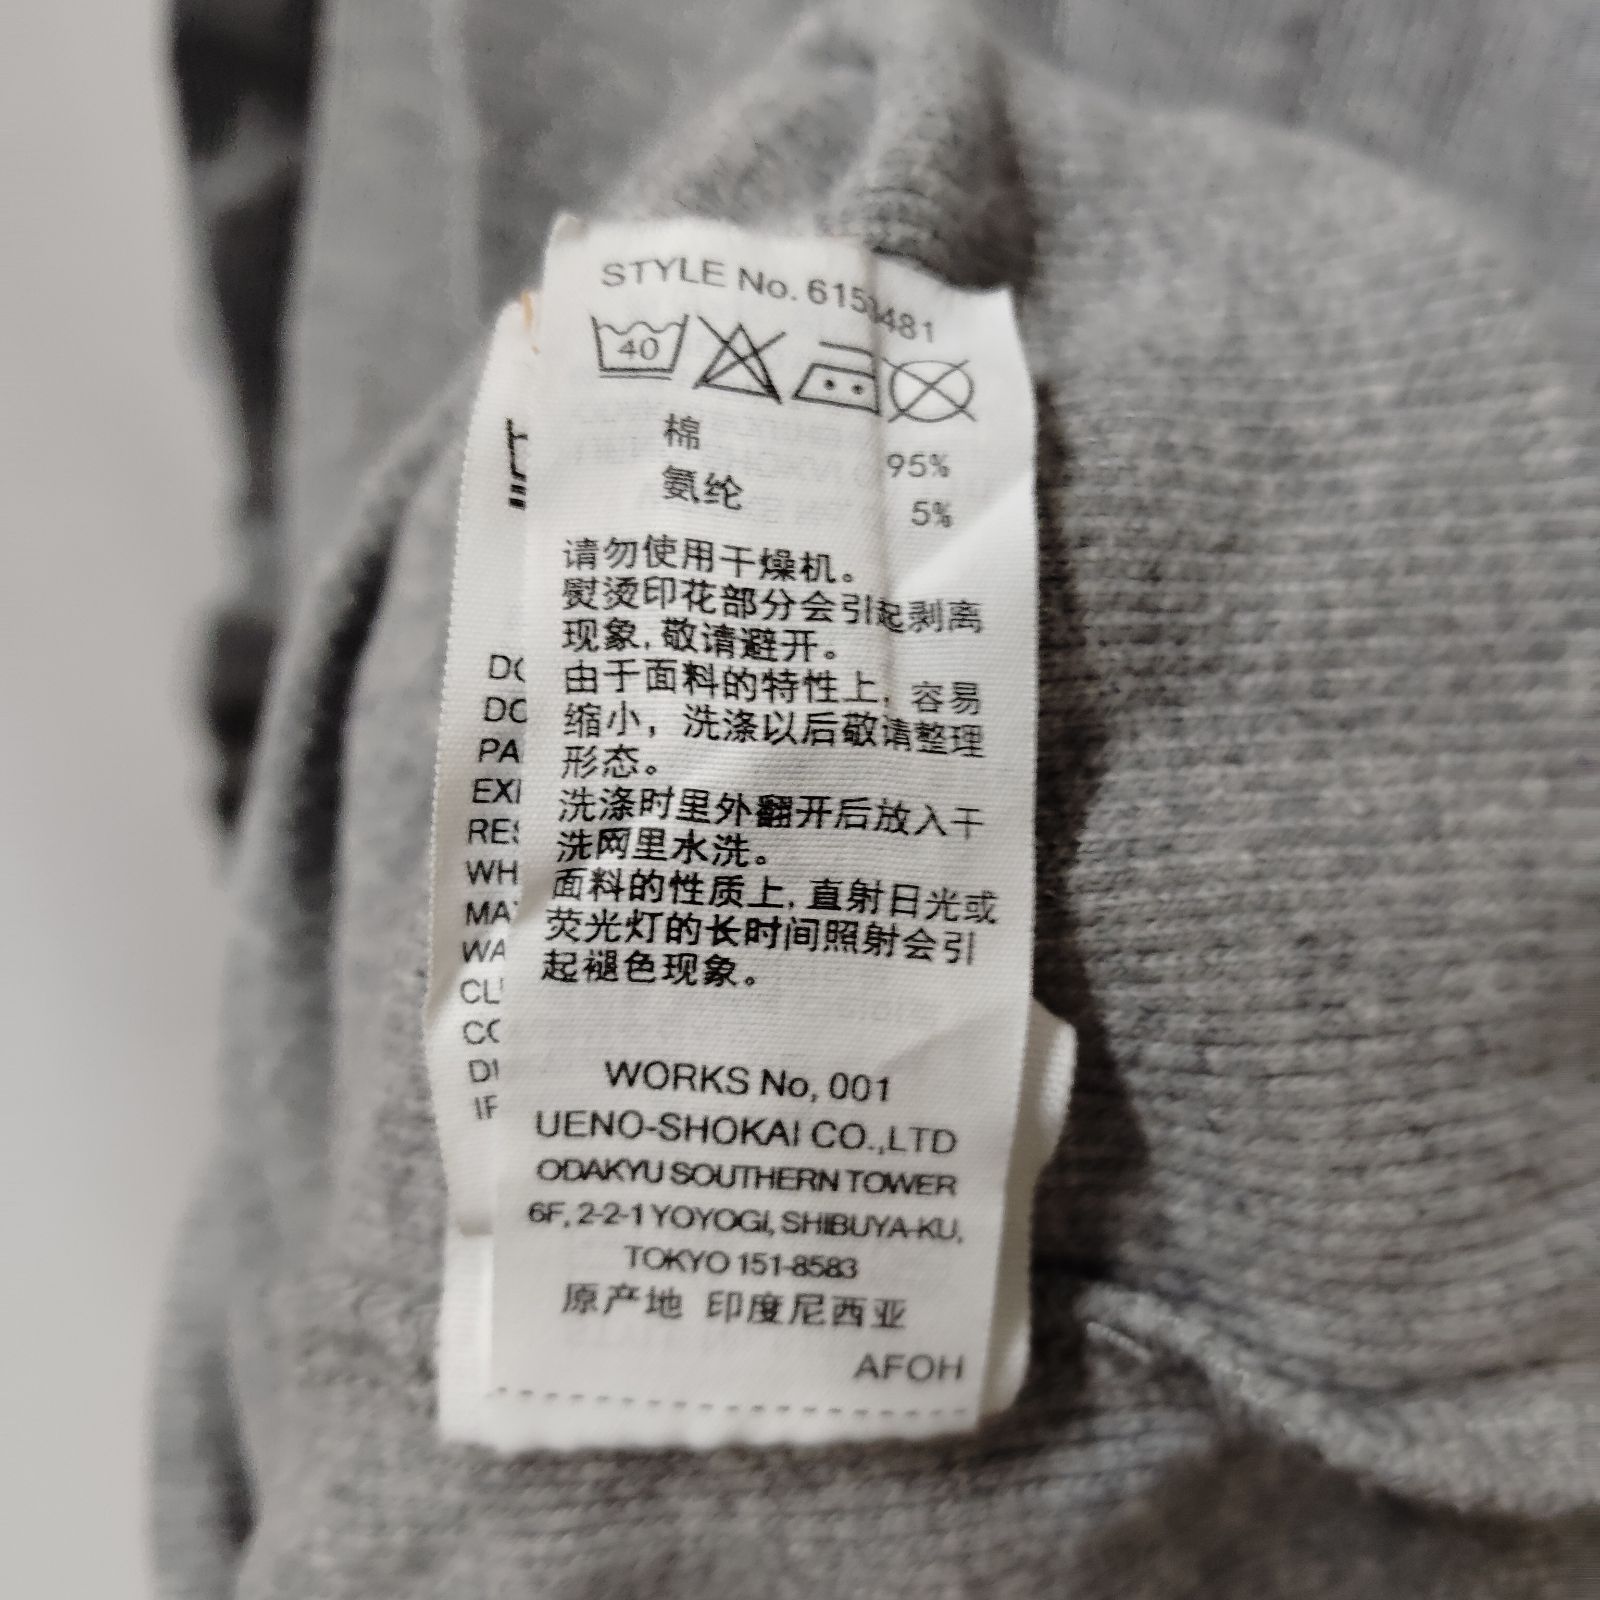 STYLE No.
40
棉 95%
氨纶 5%
请勿使用干燥机。
熨烫印花部分会引起剥离
现象,敬请避开。
由于面料的特性上,容易
缩小,洗涤以后敬请整理
形态。
洗涤时里外翻开后放入干
洗网里水洗。
面料的性质上,直射日光或
荧光灯的长时间照射会引
起褪色现象。
WORKS No, 001
UENO-SHOKAI CO.,LTD
ODAKYU SOUTHERN TOWER
6F, 2-2-1 YOYOGI, SHIBUYA-KU,
TOKYO 151-8583
原产地 印度尼西亚
AFOH